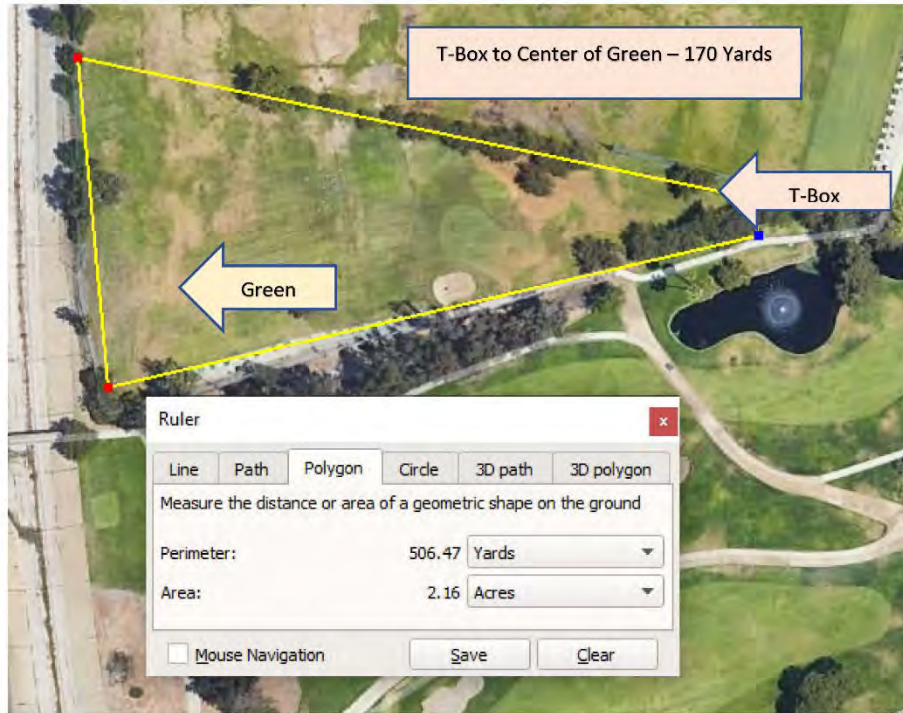 T-Box to Center of Green – 170 Yards
T-Box
Green
Ruler
x
Line Path Polygon Circle 3D path 3D polygon
Measure the distance or area of a geometric shape on the ground
Perimeter: 506.47 Yards
Area: 2.16 Acres
Mouse Navigation Save Clear